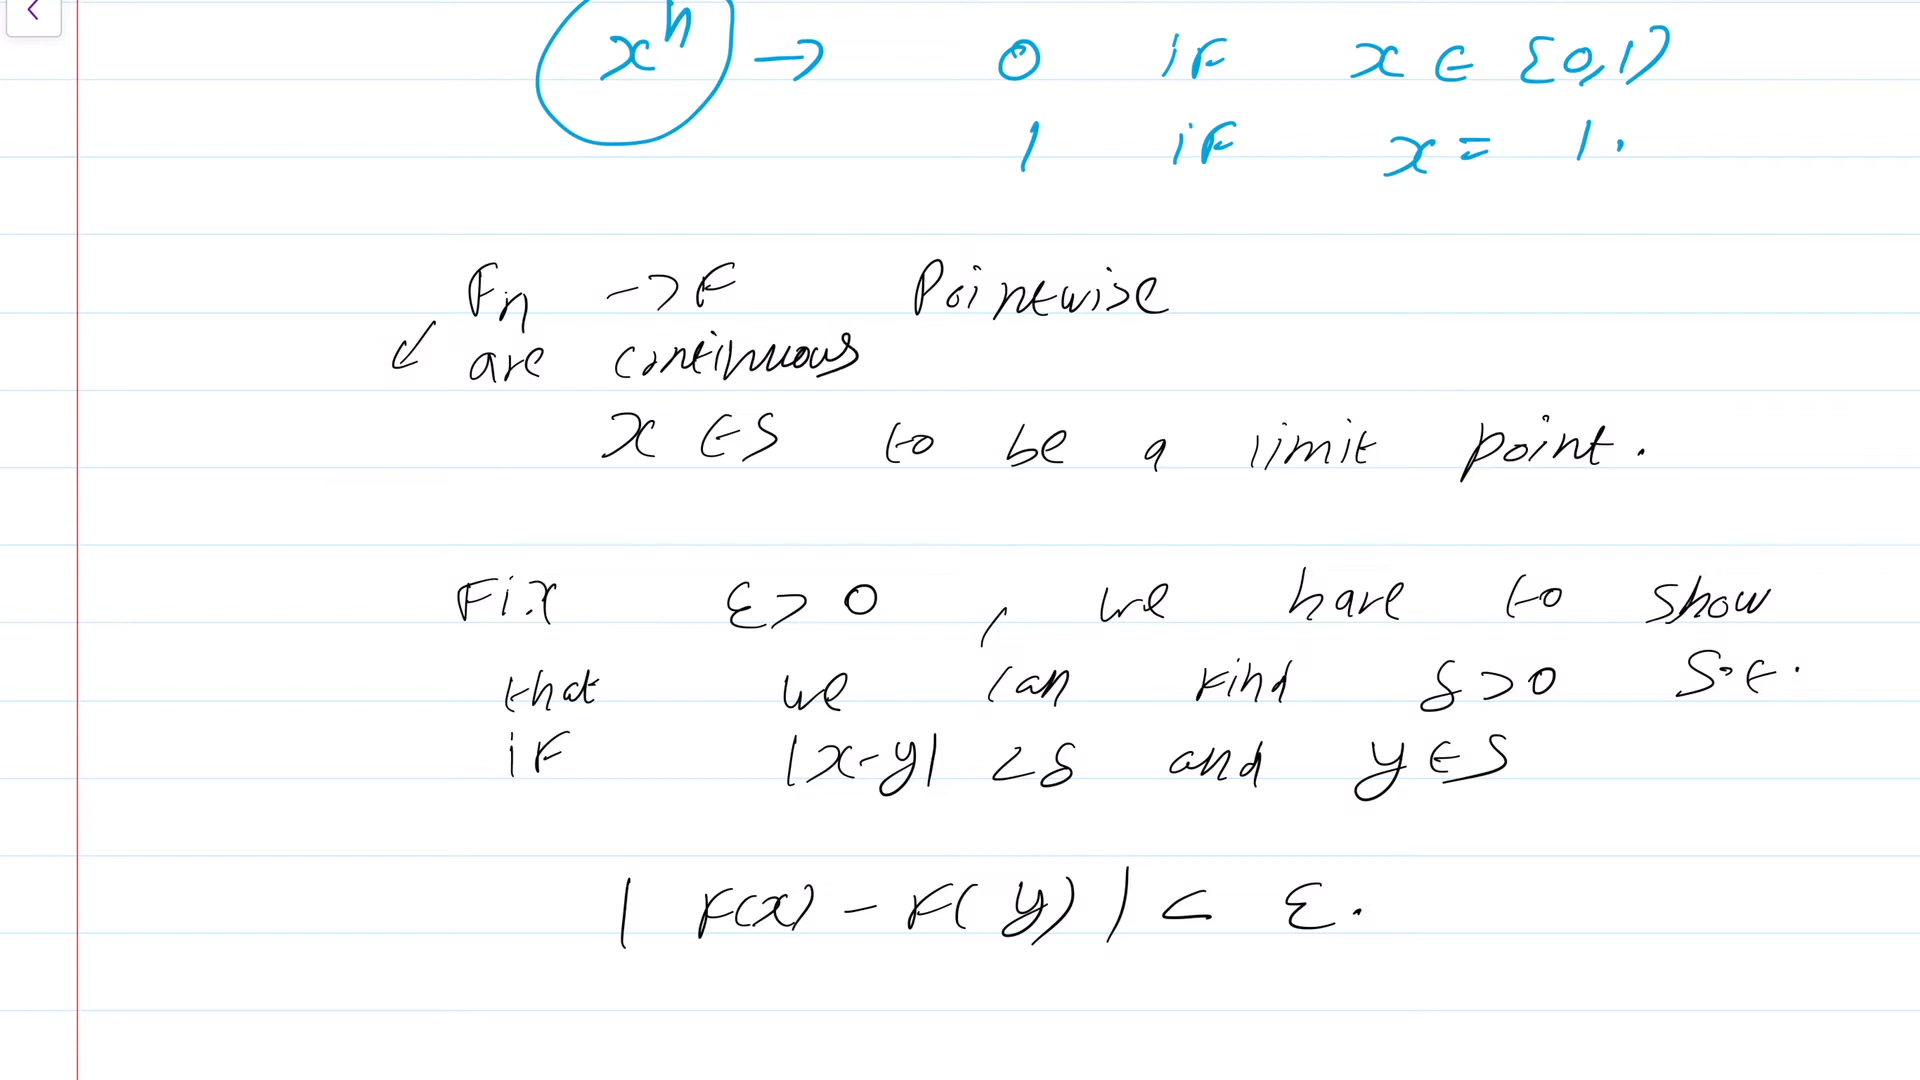 xⁿ → 0 if x ∈ [0,1)
1 if x = 1.
Fn → F Pointwise
are continuous
x ∈ S to be a limit point.
Fix ε > 0, we have to show
that we can find δ > 0 s.t.
if |x-y| < δ and y ∈ S
| F(x) - F(y) | < ε.